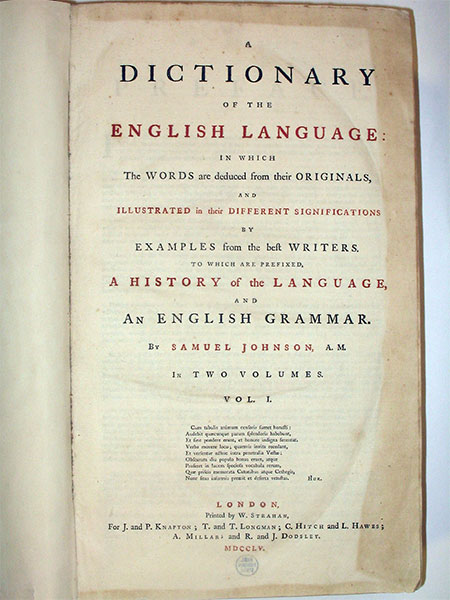 A
DICTIONARY
OF THE
ENGLISH LANGUAGE:
IN WHICH
The WORDS are deduced from their ORIGINALS,
AND
ILLUSTRATED in their DIFFERENT SIGNIFICATIONS
BY
EXAMPLES from the beſt WRITERS.
TO WHICH ARE PREFIXED,
A HISTORY of the LANGUAGE,
AND
AN ENGLISH GRAMMAR.
BY SAMUEL JOHNSON, A. M.
IN TWO VOLUMES.
VOL. I.
Cum tabulis animum cenſoris ſumet honeſti:
Audebit quæcunque parum ſplendoris habebunt,
Et ſine pondere erunt, et honore indigna ferentur.
Verba movere loco; quamvis invita recedant,
Et verſentur adhuc intra penetralia Veſtæ:
Obſcurata diu populo bonus eruet, atque
Proferet in lucem ſpecioſa vocabula rerum,
Quæ priſcis memorata Catonibus atque Cethegis,
Nunc ſitus informis premit et deſerta vetuſtas. HOR.
LONDON,
Printed by W. STRAHAN,
For J. and P. KNAPTON; T. and T. LONGMAN; C. HITCH and L. HAWES;
A. MILLAR; and R. and J. DODSLEY.
MDCCLV.